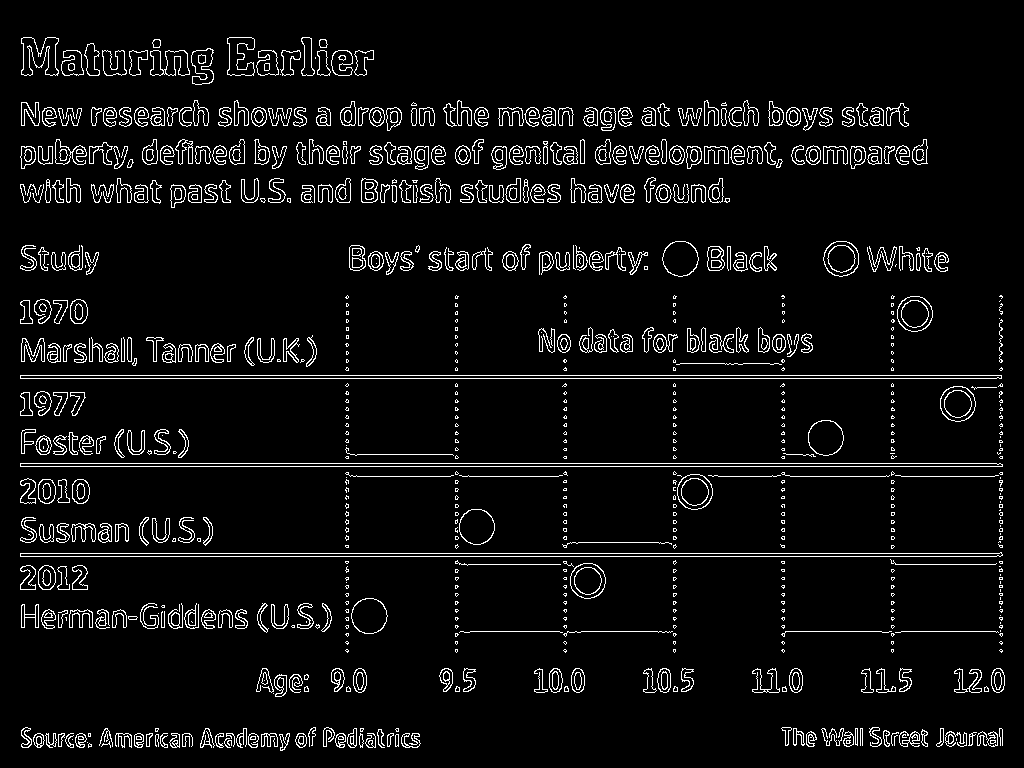 Maturing Earlier
New research shows a drop in the mean age at which boys start
puberty, defined by their stage of genital development, compared
with what past U.S. and British studies have found.
Study Boys' start of puberty: Black White
1970
Marshall, Tanner (U.K.)
No data for black boys
1977
Foster (U.S.)
2010
Susman (U.S.)
2012
Herman-Giddens (U.S.)
Age: 9.0 9.5 10.0 10.5 11.0 11.5 12.0
Source: American Academy of Pediatrics The Wall Street Journal